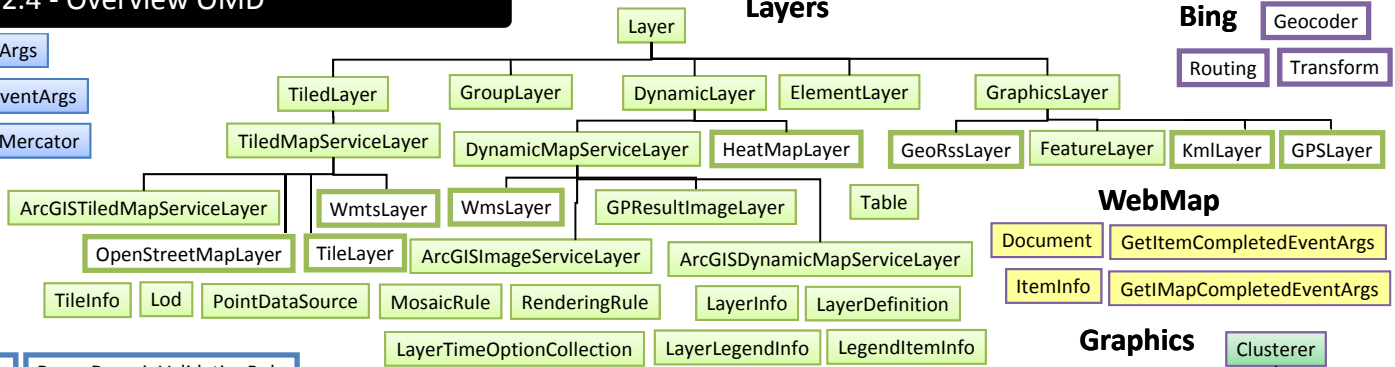 2.4 - Overview OMD
Layers
Bing
Geocoder
Layer
Args
Routing
Transform
ventArgs
TiledLayer
GroupLayer
DynamicLayer
ElementLayer
GraphicsLayer
Mercator
TiledMapServiceLayer
DynamicMapServiceLayer
HeatMapLayer
GeoRssLayer
FeatureLayer
KmlLayer
GPSLayer
ArcGISTiledMapServiceLayer
WmtsLayer
WmsLayer
GPResultImageLayer
Table
WebMap
OpenStreetMapLayer
TileLayer
ArcGISImageServiceLayer
ArcGISDynamicMapServiceLayer
Document
GetItemCompletedEventArgs
TileInfo
Lod
PointDataSource
MosaicRule
RenderingRule
LayerInfo
LayerDefinition
ItemInfo
GetIMapCompletedEventArgs
LayerTimeOptionCollection
LayerLegendInfo
LegendItemInfo
Graphics
Clusterer